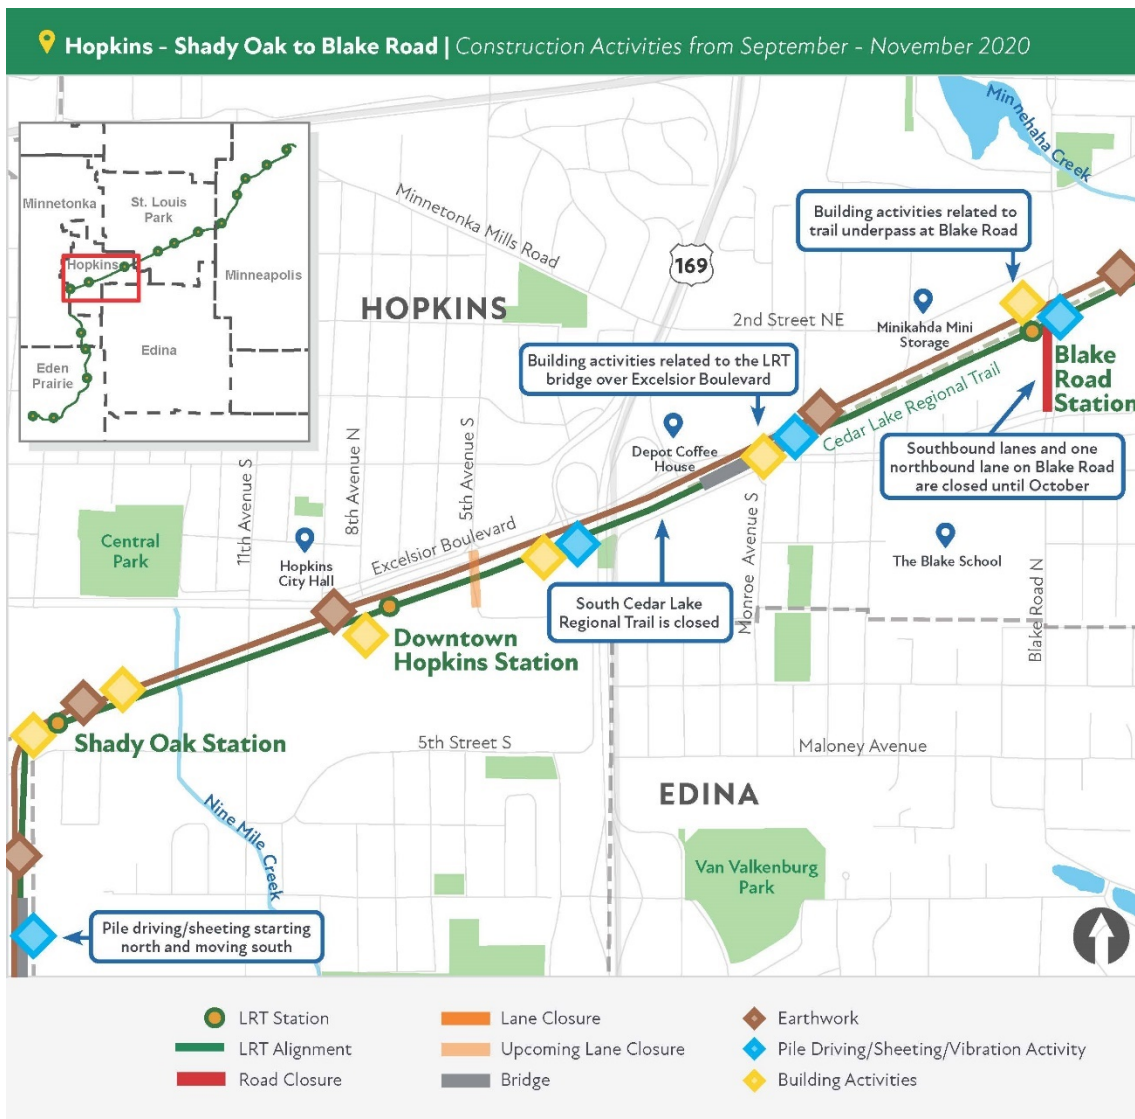 Hopkins - Shady Oak to Blake Road | Construction Activities from September - November 2020
Minnetonka
St. Louis
Park
Hopkins
Minneapolis
Edina
Eden
Prairie
Minnehaha Creek
Minnetonka Mills Road
169
Building activities related to
trail underpass at Blake Road
HOPKINS
2nd Street NE
Minikahda Mini
Storage
Building activities related to the LRT
bridge over Excelsior Boulevard
Blake
Road
Station
Cedar Lake Regional Trail
Depot Coffee
House
Southbound lanes and one
northbound lane on Blake Road
are closed until October
11th Avenue S
8th Avenue N
5th Avenue S
Excelsior Boulevard
Central
Park
Hopkins
City Hall
Monroe Avenue S
The Blake School
Blake Road N
South Cedar Lake
Regional Trail is closed
Downtown
Hopkins Station
Shady Oak Station
5th Street S
Maloney Avenue
EDINA
Nine Mile Creek
Van Valkenburg
Park
Pile driving/sheeting starting
north and moving south
LRT Station
LRT Alignment
Road Closure
Lane Closure
Upcoming Lane Closure
Bridge
Earthwork
Pile Driving/Sheeting/Vibration Activity
Building Activities